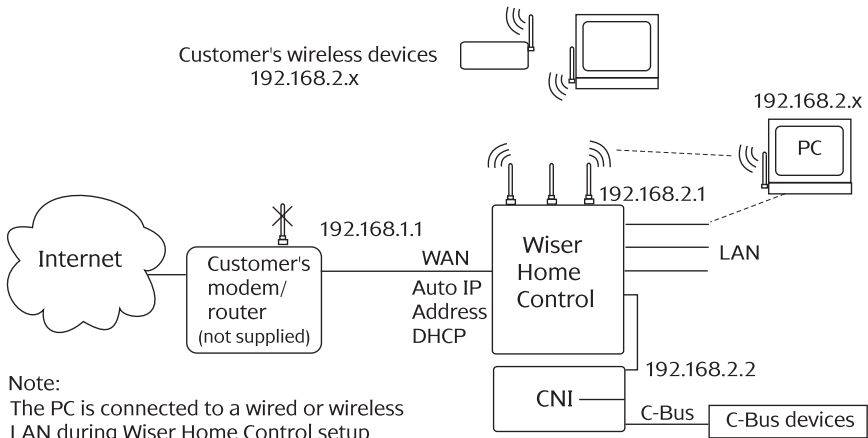 Customer's wireless devices
192.168.2.x
192.168.2.x
PC
192.168.2.1
192.168.1.1
Internet
Customer's
modem/
router
(not supplied)
WAN
Auto IP
Address
DHCP
Wiser
Home
Control
LAN
192.168.2.2
CNI
C-Bus
C-Bus devices
Note:
The PC is connected to a wired or wireless
LAN during Wiser Home Control setup